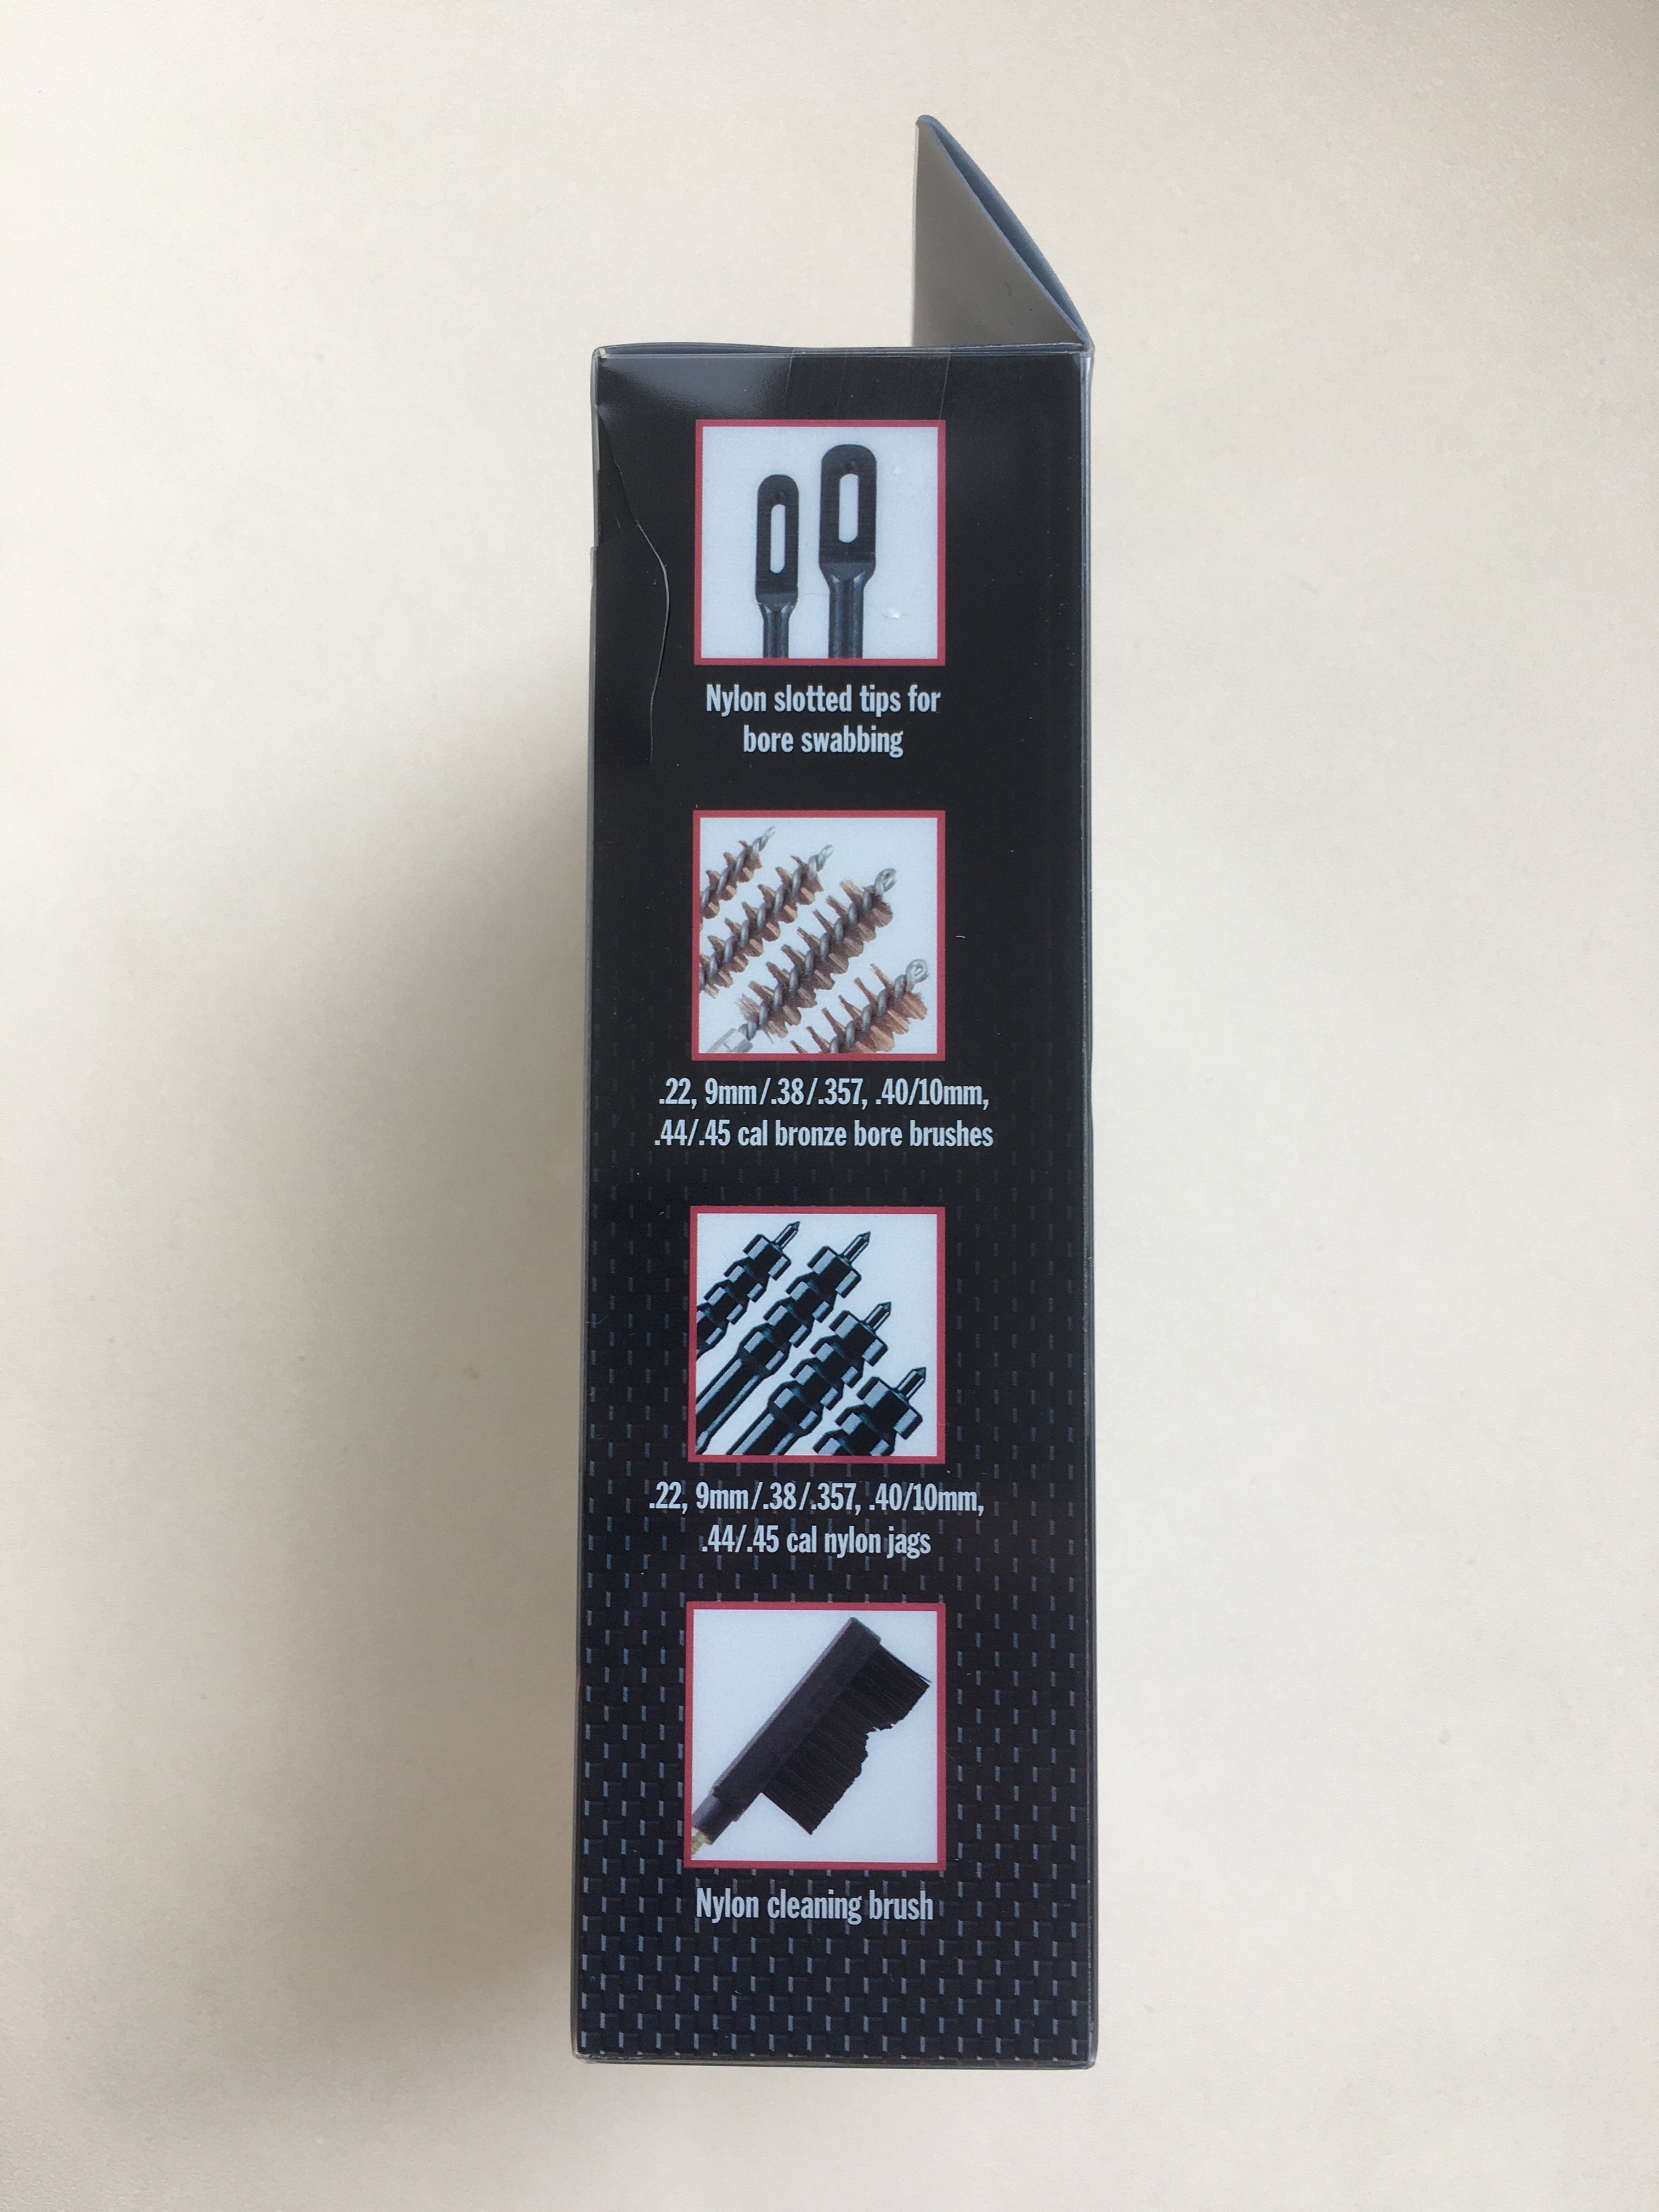 Nylon slotted tips for
bore swabbing
.22, 9mm/.38/.357, .40/10mm,
.44/.45 cal bronze bore brushes
.22, 9mm/.38/.357, .40/10mm,
.44/.45 cal nylon jags
Nylon cleaning brush